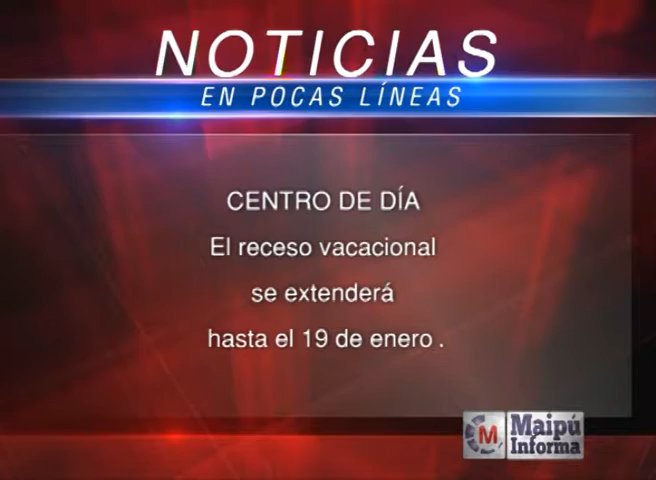 NOTICIAS
EN POCAS LÍNEAS
CENTRO DE DÍA
El receso vacacional
se extenderá
hasta el 19 de enero .
M Maipú
Informa